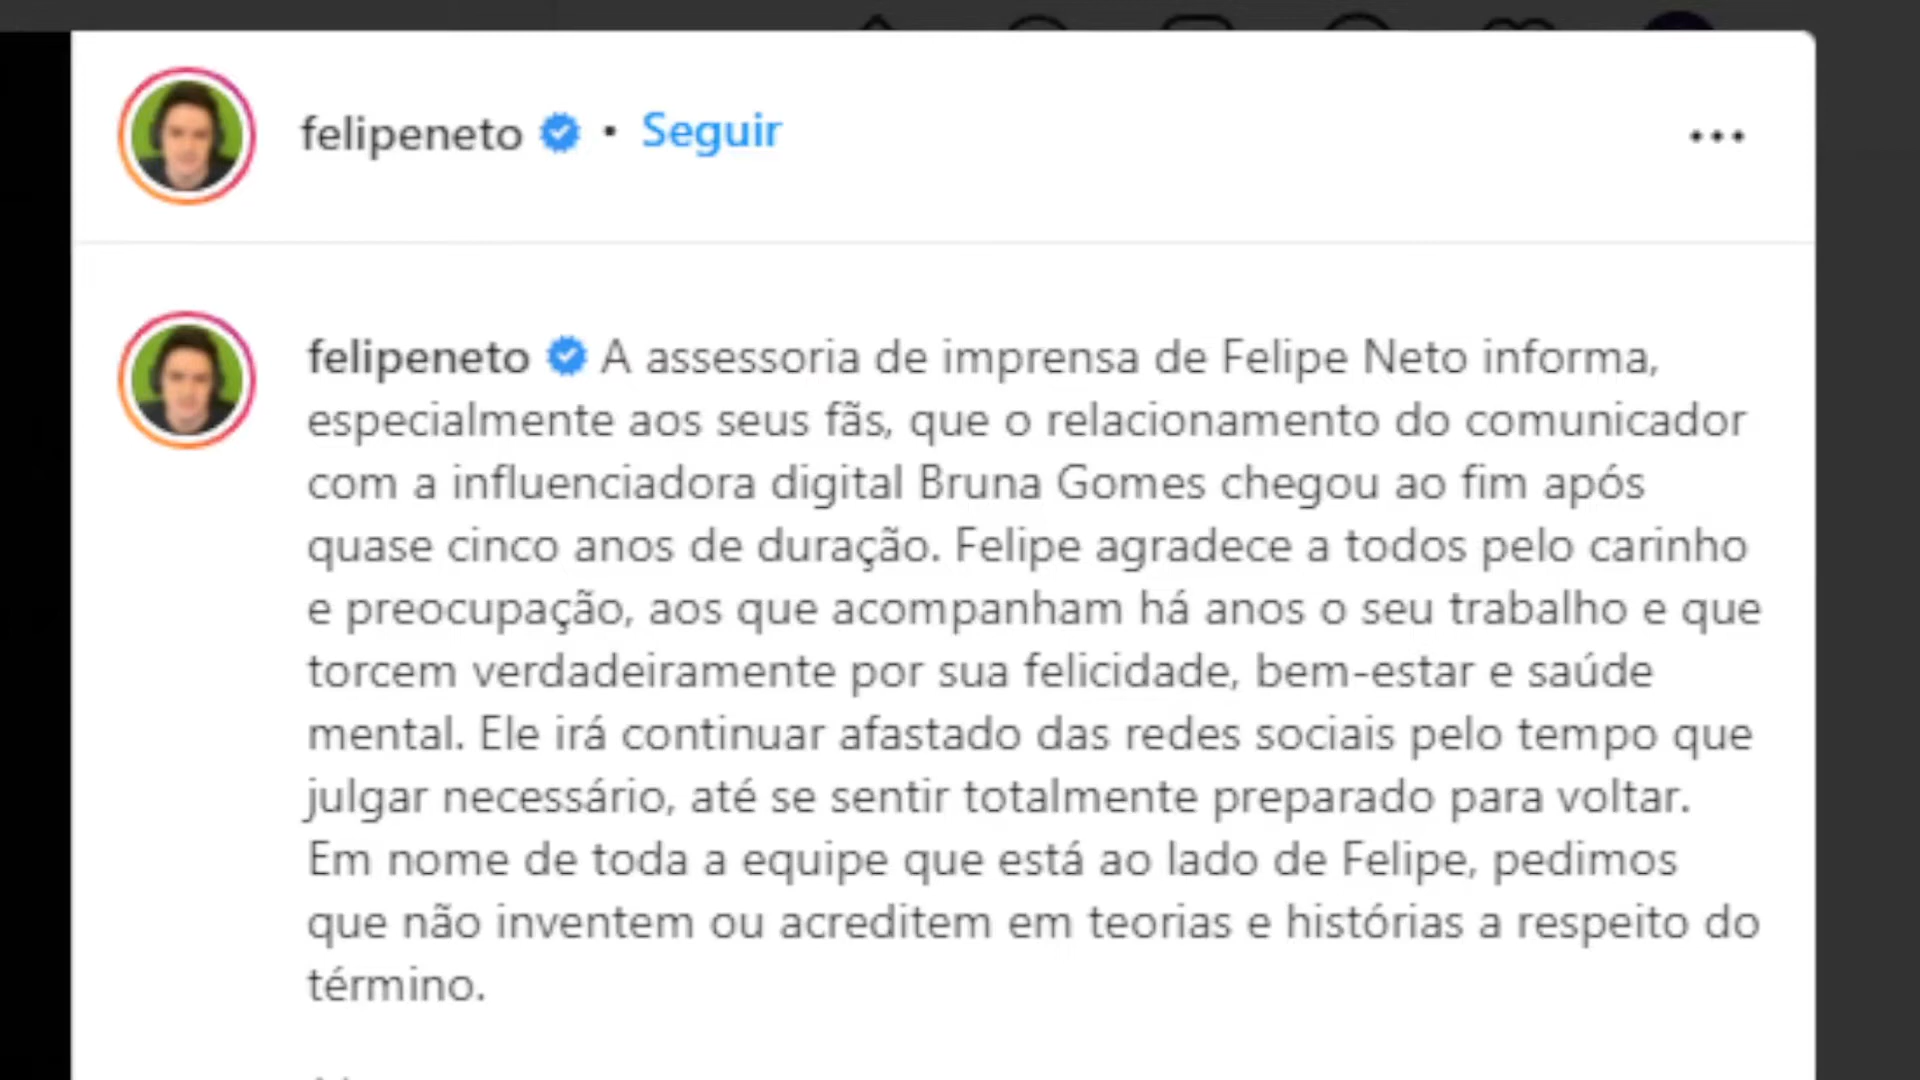 felipeneto • Seguir
felipeneto A assessoria de imprensa de Felipe Neto informa,
especialmente aos seus fãs, que o relacionamento do comunicador
com a influenciadora digital Bruna Gomes chegou ao fim após
quase cinco anos de duração. Felipe agradece a todos pelo carinho
e preocupação, aos que acompanham há anos o seu trabalho e que
torcem verdadeiramente por sua felicidade, bem-estar e saúde
mental. Ele irá continuar afastado das redes sociais pelo tempo que
julgar necessário, até se sentir totalmente preparado para voltar.
Em nome de toda a equipe que está ao lado de Felipe, pedimos
que não inventem ou acreditem em teorias e histórias a respeito do
término.